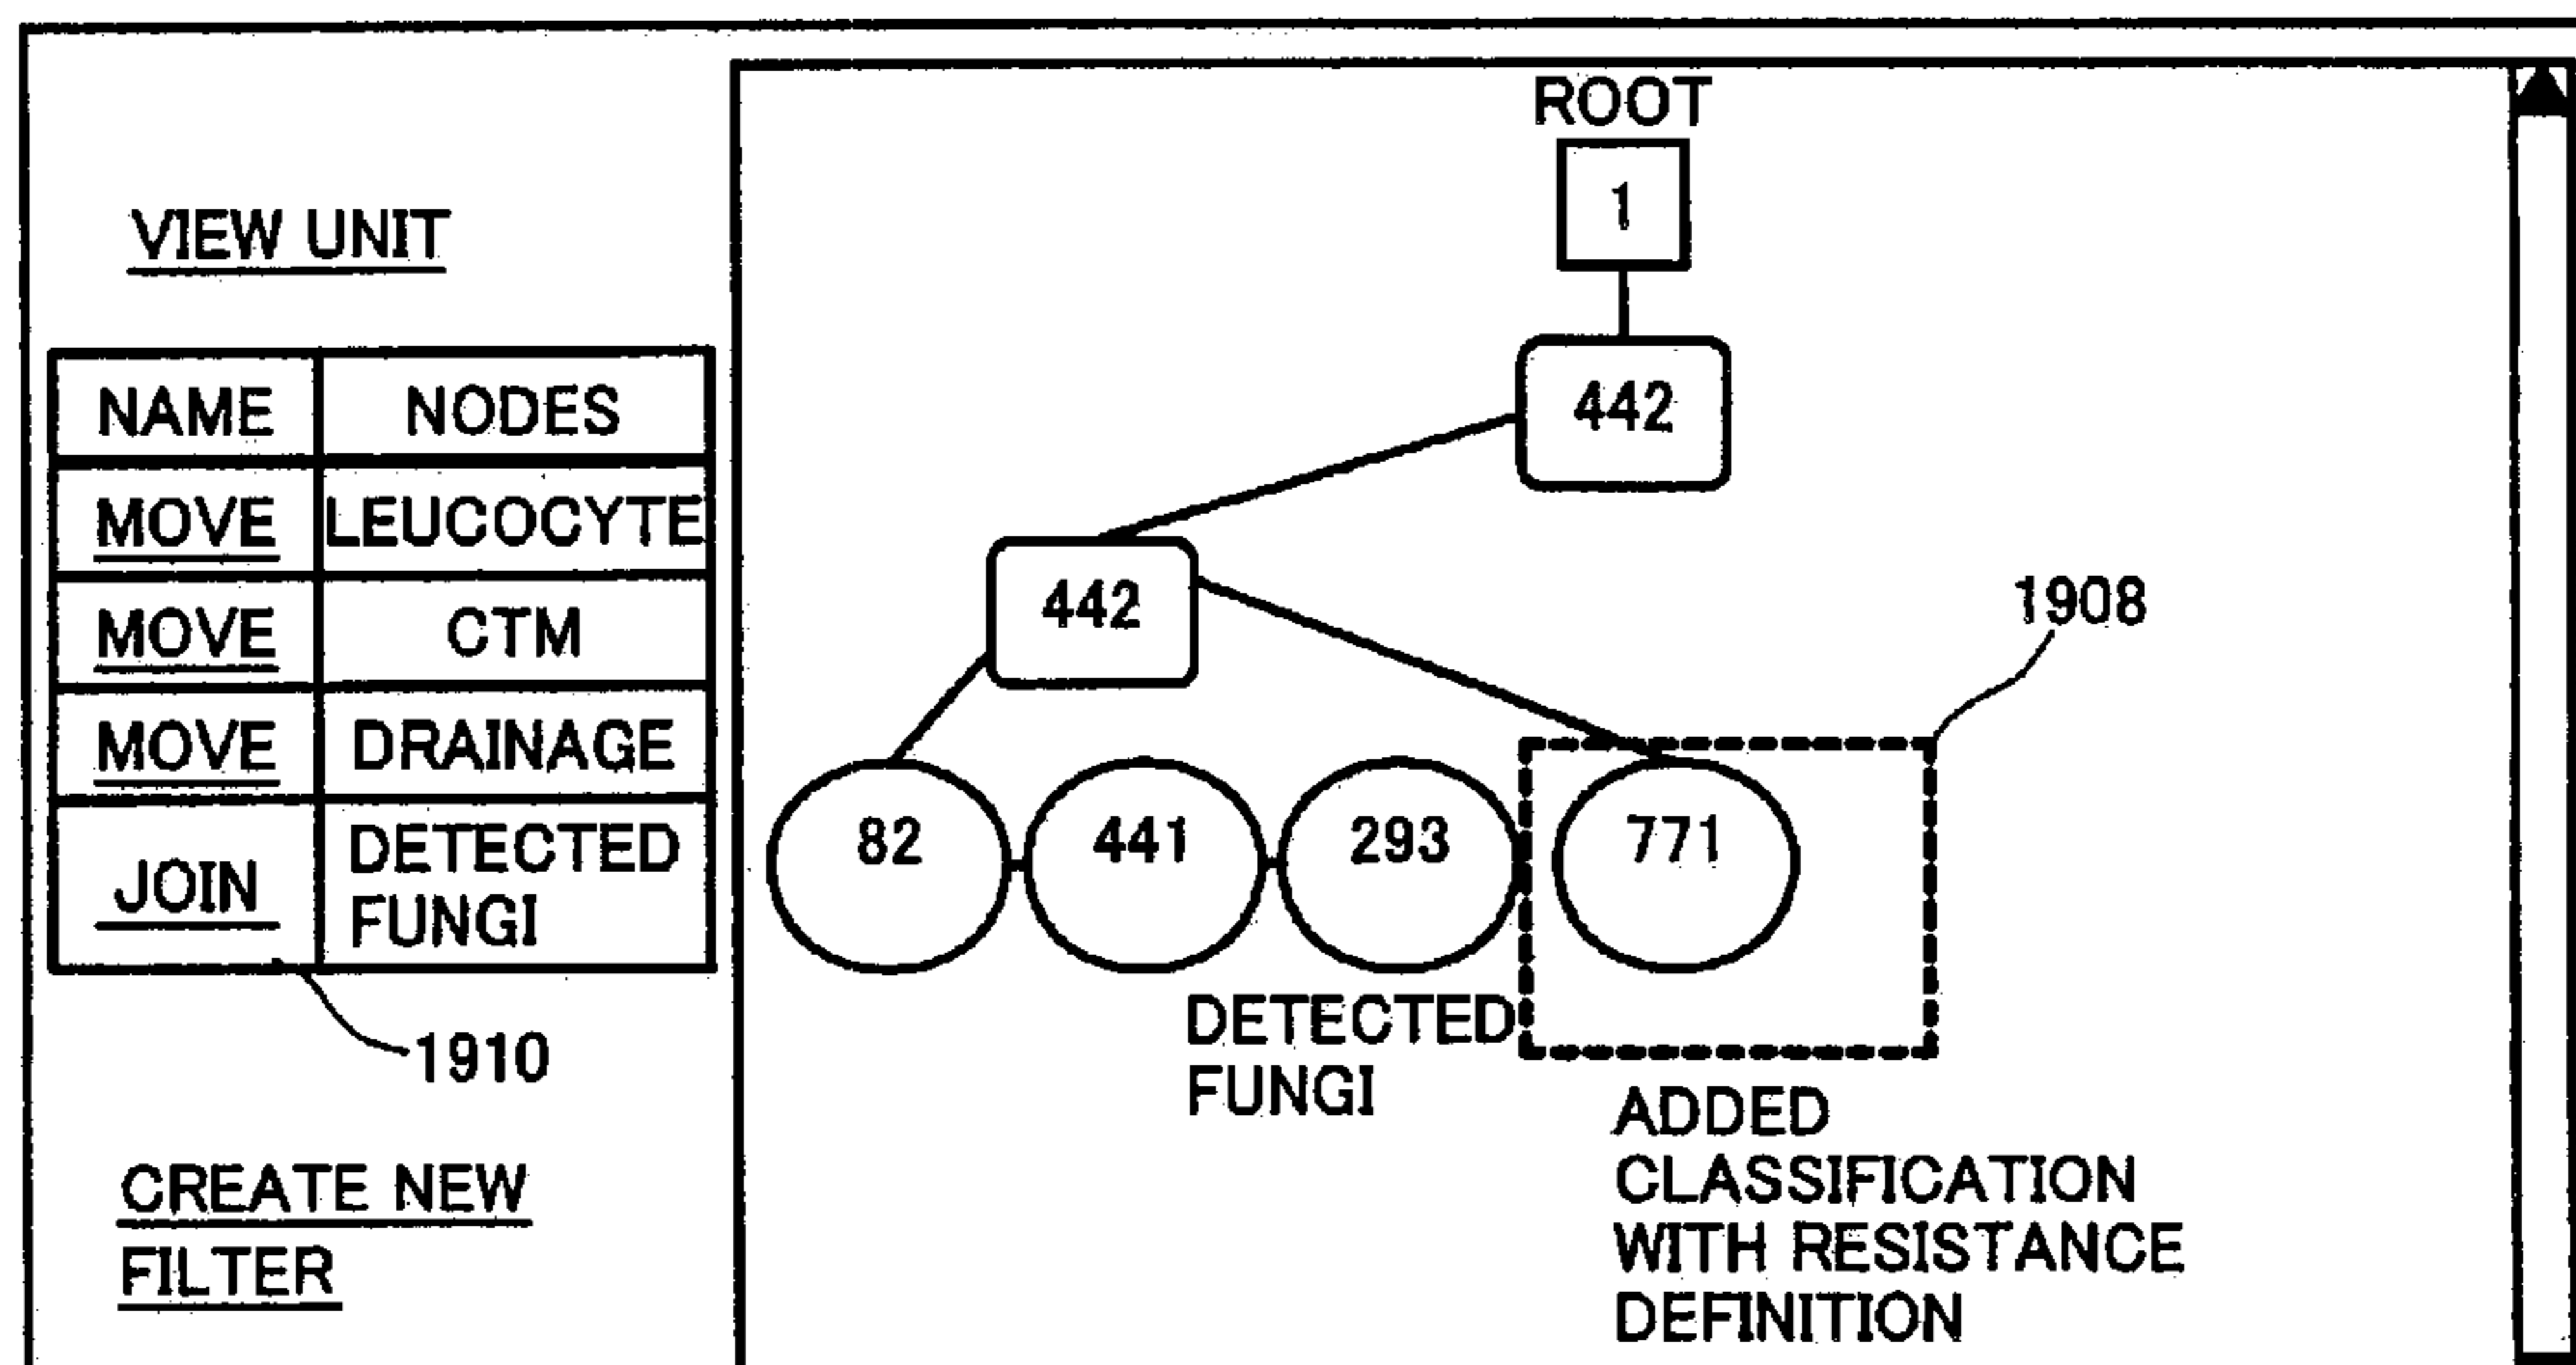 VIEW UNIT
NAME NODES
MOVE LEUCOCYTE
MOVE CTM
MOVE DRAINAGE
JOIN DETECTED
FUNGI
1910
CREATE NEW
FILTER
ROOT
1
442
442
1908
82 441 293 771
DETECTED
FUNGI
ADDED
CLASSIFICATION
WITH RESISTANCE
DEFINITION